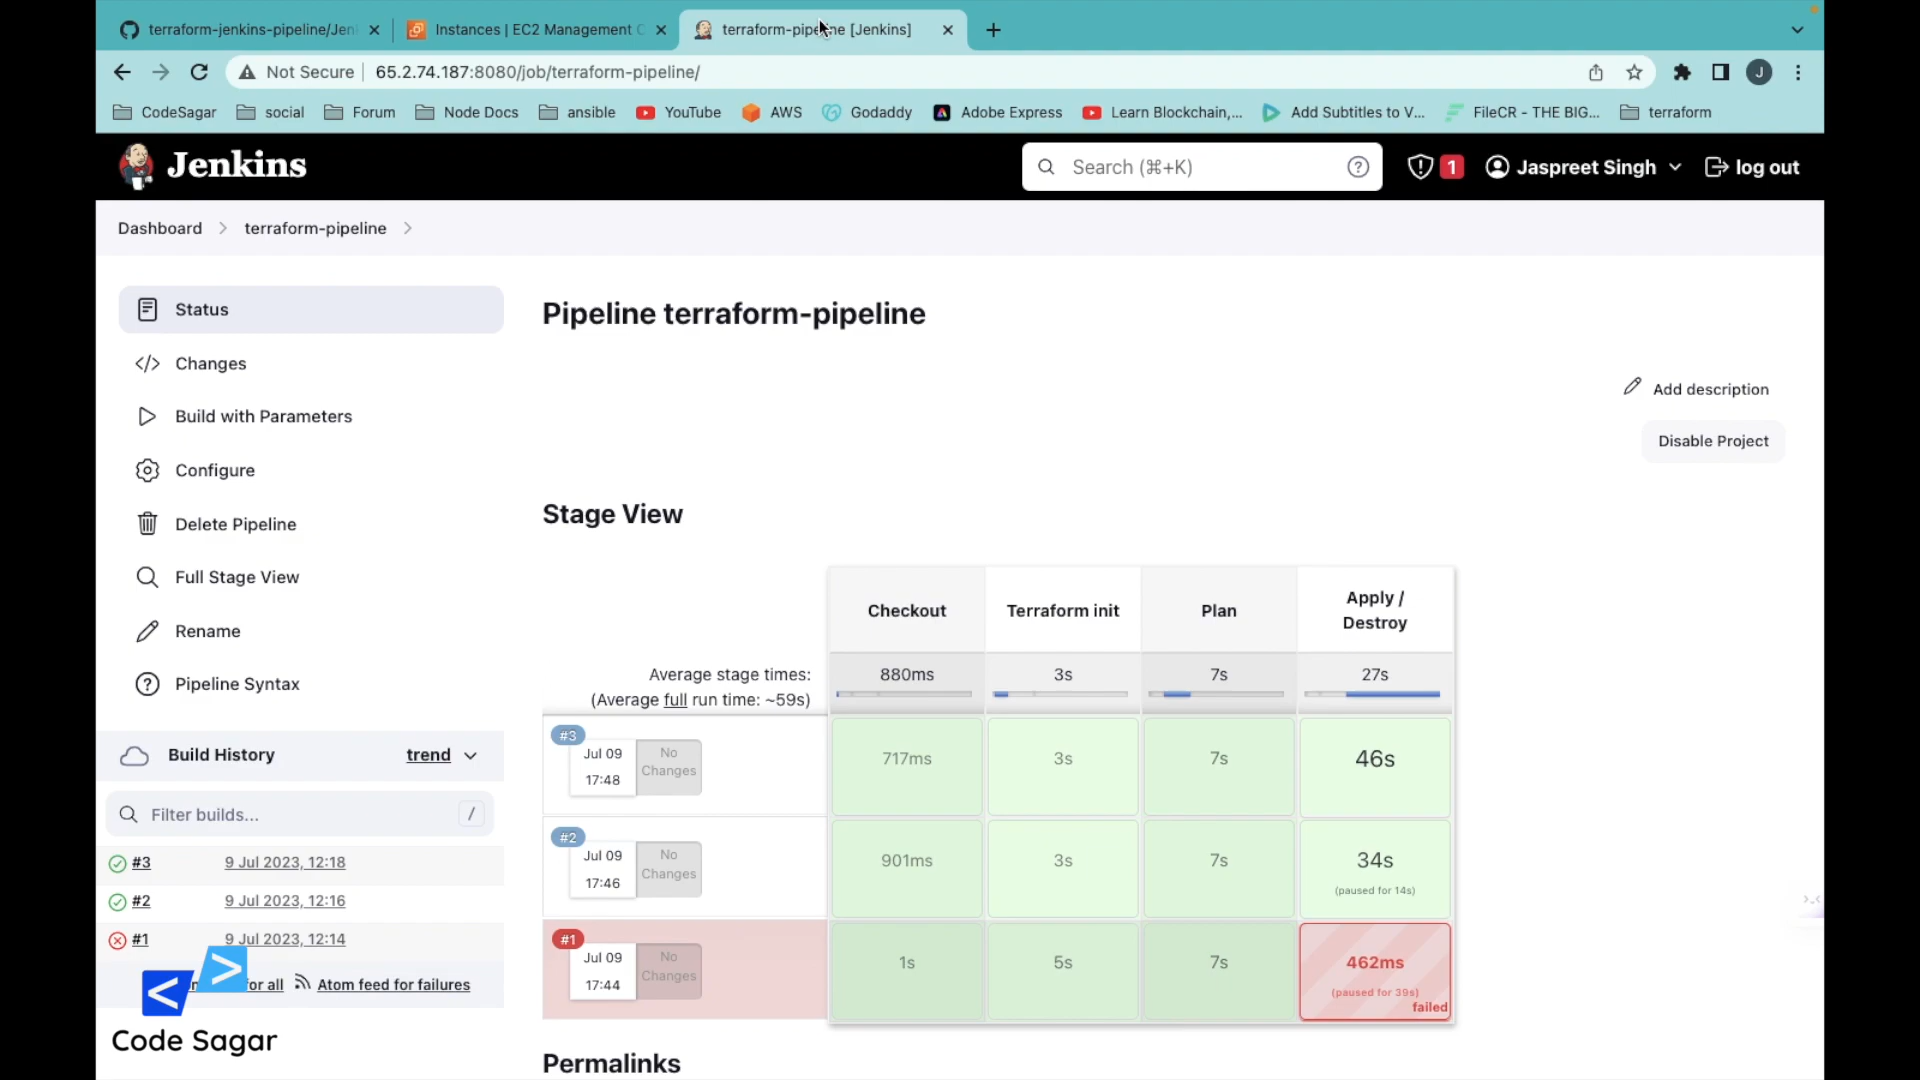 terraform-jenkins-pipeline/Jen
Instances | EC2 Management C
terraform-pipeline [Jenkins]
Not Secure
65.2.74.187:8080/job/terraform-pipeline/
J
CodeSagar
social
Forum
Node Docs
ansible
YouTube
AWS
Godaddy
Adobe Express
Learn Blockchain,...
Add Subtitles to V...
FileCR - THE BIG...
terraform
Jenkins
Search (⌘+K)
1
Jaspreet Singh
log out
Dashboard
terraform-pipeline
Status
Changes
Build with Parameters
Configure
Delete Pipeline
Full Stage View
Rename
Pipeline Syntax
Build History
trend
Filter builds...
/
#3
9 Jul 2023, 12:18
#2
9 Jul 2023, 12:16
#1
9 Jul 2023, 12:14
for all
Atom feed for failures
Code Sagar
Pipeline terraform-pipeline
Add description
Disable Project
Stage View
Checkout
Terraform init
Plan
Apply /
Destroy
Average stage times:
(Average full run time: ~59s)
880ms
3s
7s
27s
#3
Jul 09
17:48
No
Changes
717ms
3s
7s
46s
#2
Jul 09
17:46
No
Changes
901ms
3s
7s
34s
(paused for 14s)
#1
Jul 09
17:44
No
Changes
1s
5s
7s
462ms
(paused for 39s)
failed
Permalinks